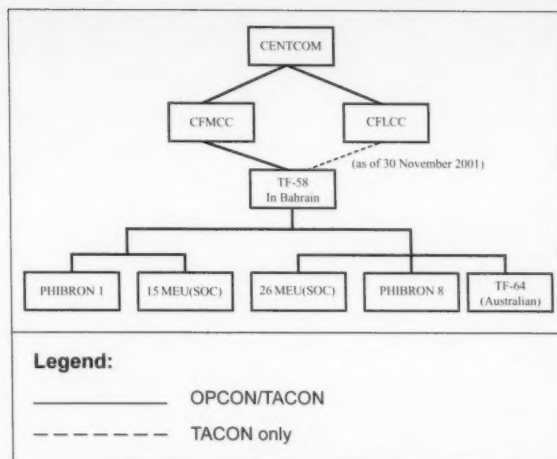 CENTCOM
CFMCC
CFLCC
(as of 30 November 2001)
TF-58
In Bahrain
PHIBRON 1
15 MEU(SOC)
26 MEU(SOC)
PHIBRON 8
TF-64
(Australian)
Legend:
OPCON/TACON
TACON only